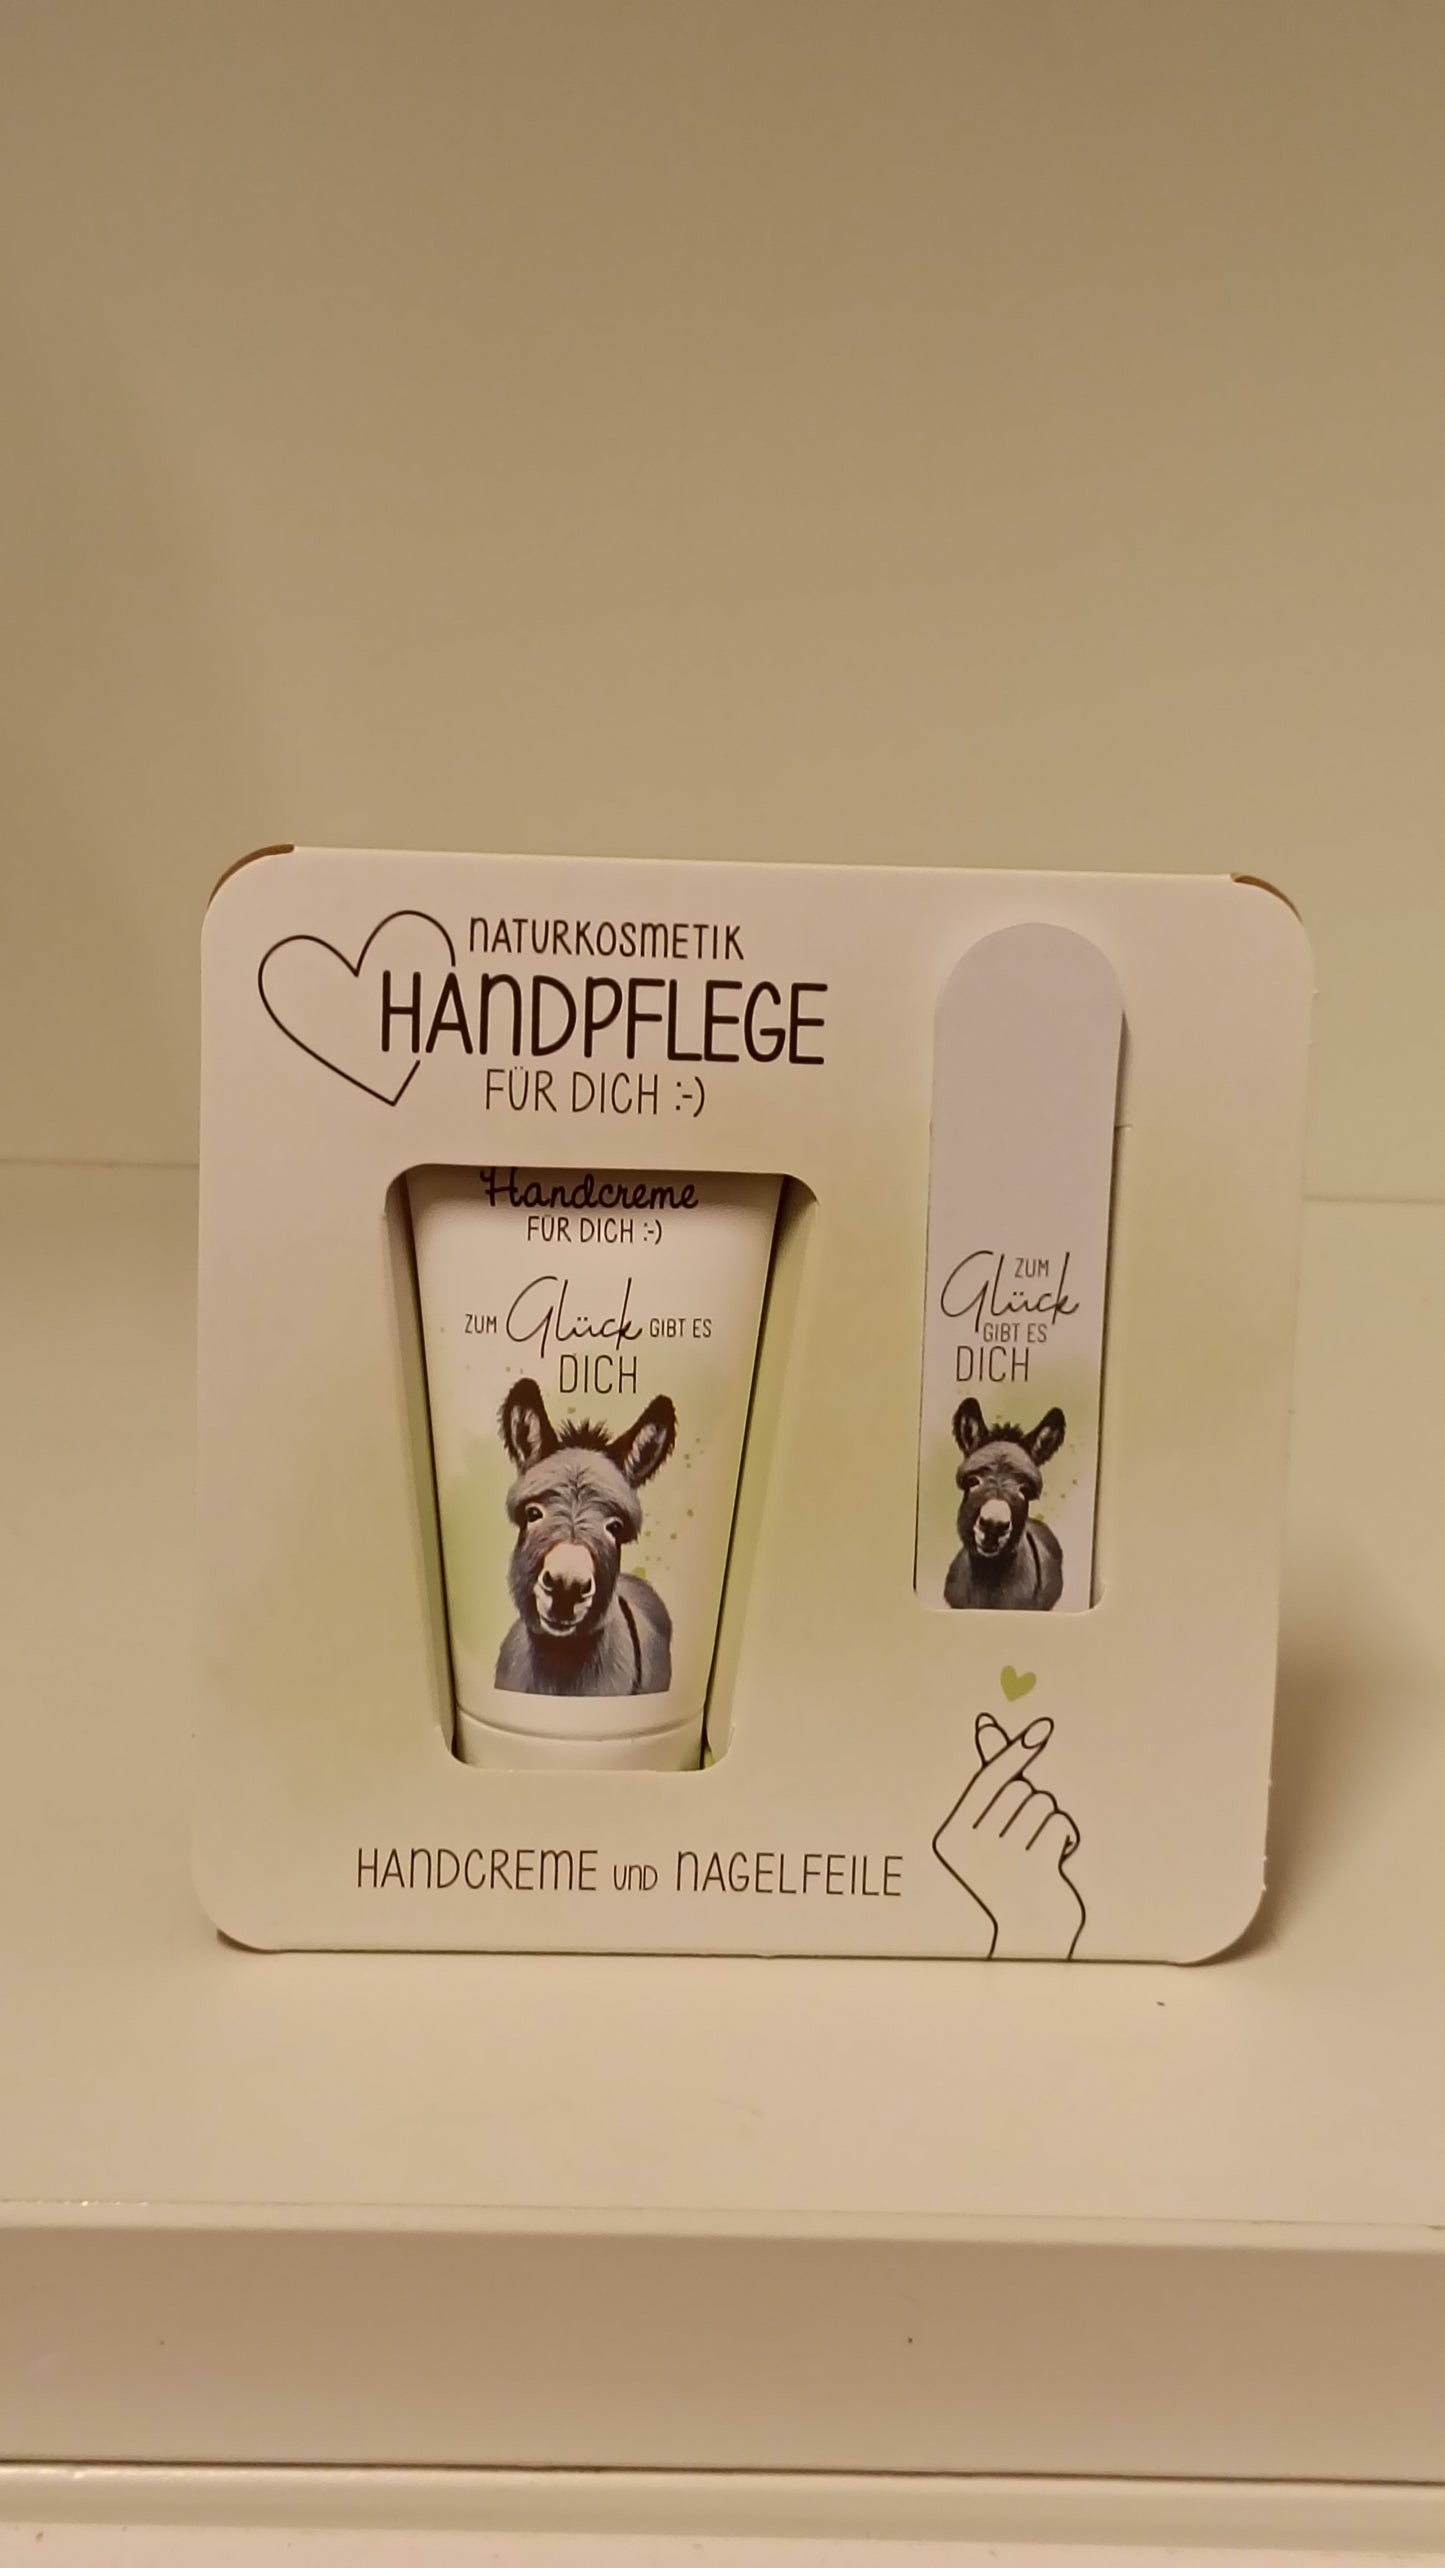 NATURKOSMETIK
HANDPFLEGE
FÜR DICH :-)
Handcreme
FÜR DICH :-)
ZUM Glück GIBT ES
DICH
ZUM
Glück
GIBT ES
DICH
HANDCREME UND NAGELFEILE